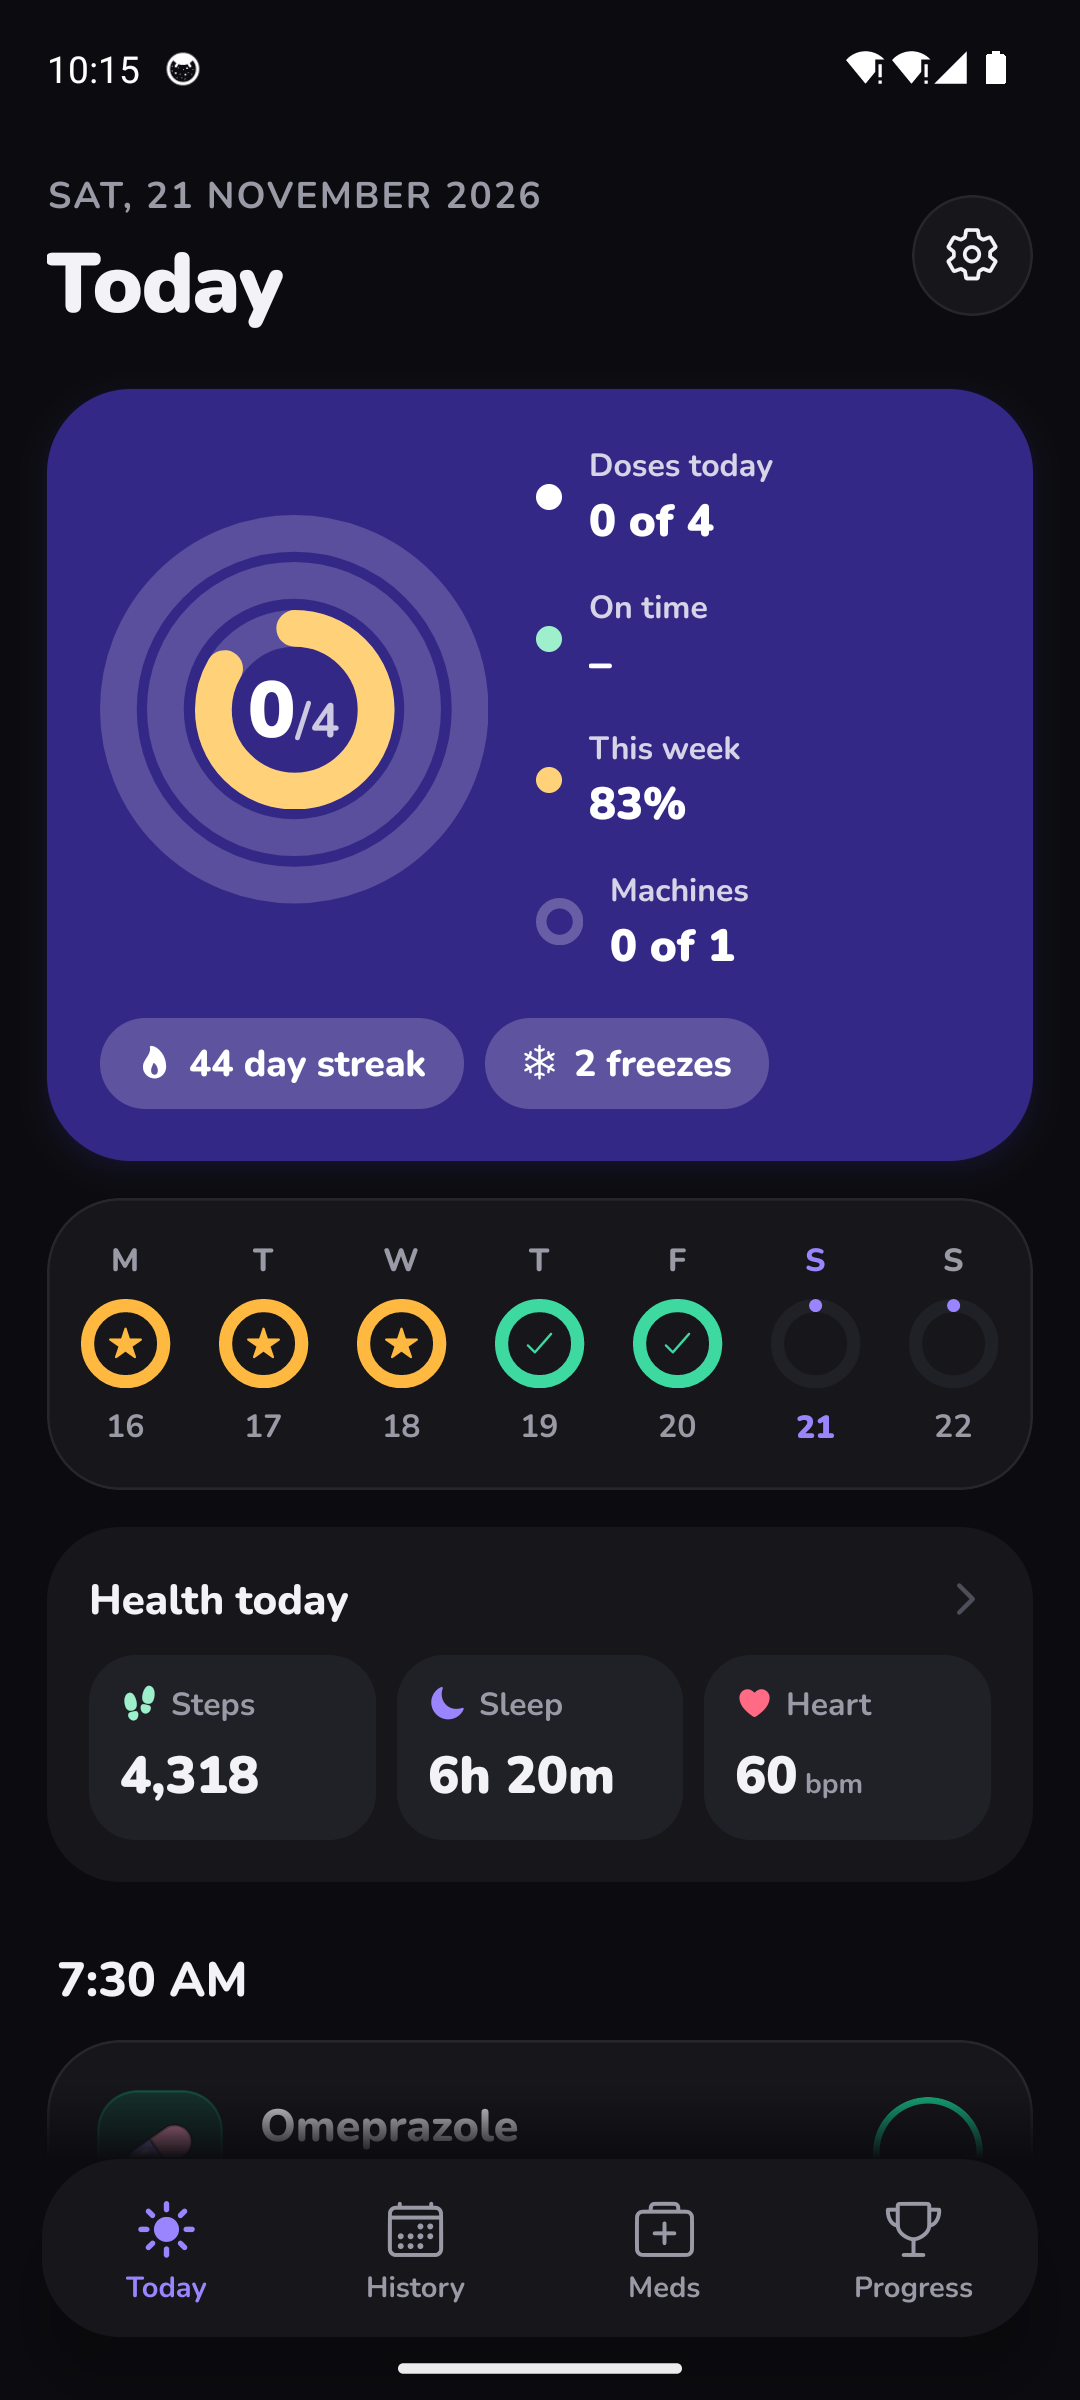 10:15
SAT, 21 NOVEMBER 2026
Today
Doses today
0 of 4
On time
–
This week
83%
Machines
0 of 1
0/4
44 day streak
2 freezes
M T W T F S S
16 17 18 19 20 21 22
Health today
Steps
4,318
Sleep
6h 20m
Heart
60 bpm
7:30 AM
Omeprazole
Today
History
Meds
Progress